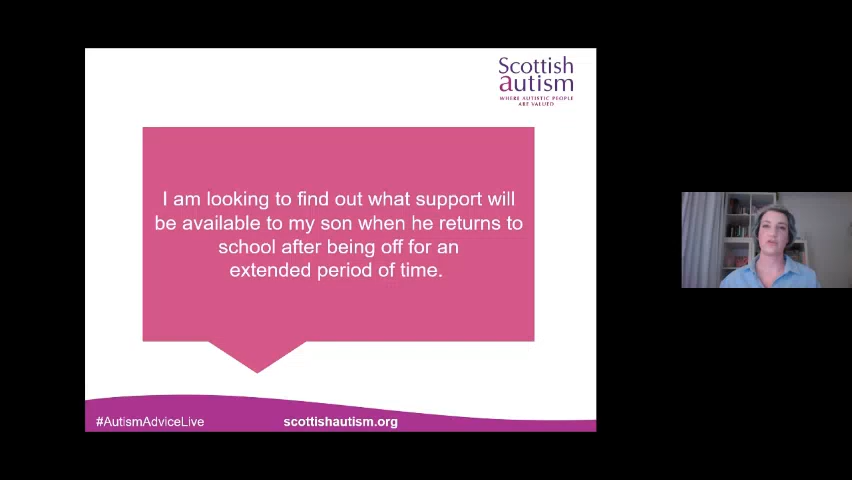 Scottish
autism
WHERE AUTISTIC PEOPLE
ARE VALUED
I am looking to find out what support will
be available to my son when he returns to
school after being off for an
extended period of time.
#AutismAdviceLive
scottishautism.org